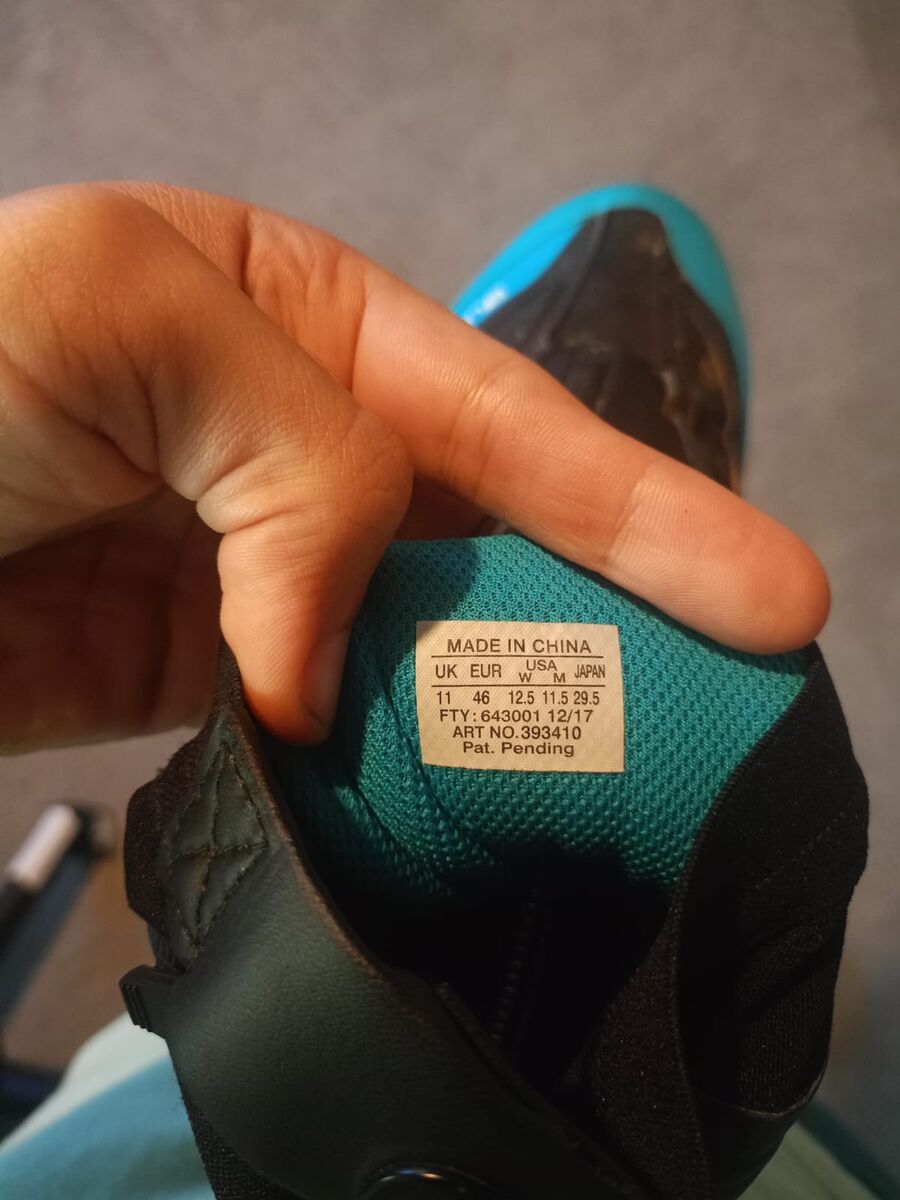 MADE IN CHINA
UK EUR USA W M JAPAN
11 46 12.5 11.5 29.5
FTY: 643001 12/17
ART NO.393410
Pat. Pending